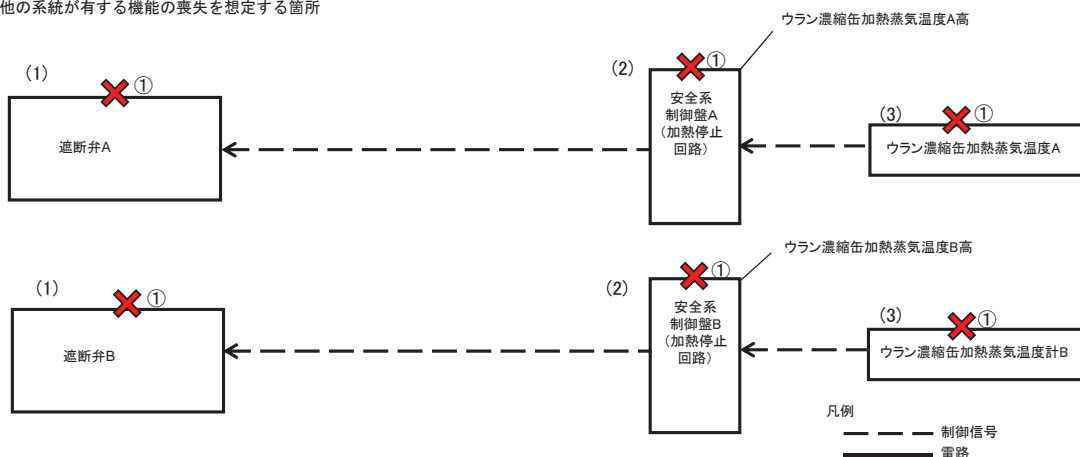 他の系統が有する機能の喪失を想定する箇所
ウラン濃縮缶加熱蒸気温度A高
(1)
①
遮断弁A
(2)
①
安全系
制御盤A
(加熱停止
回路)
(3)
①
ウラン濃縮缶加熱蒸気温度A
ウラン濃縮缶加熱蒸気温度B高
(1)
①
遮断弁B
(2)
①
安全系
制御盤B
(加熱停止
回路)
(3)
①
ウラン濃縮缶加熱蒸気温度計B
凡例
制御信号
電路